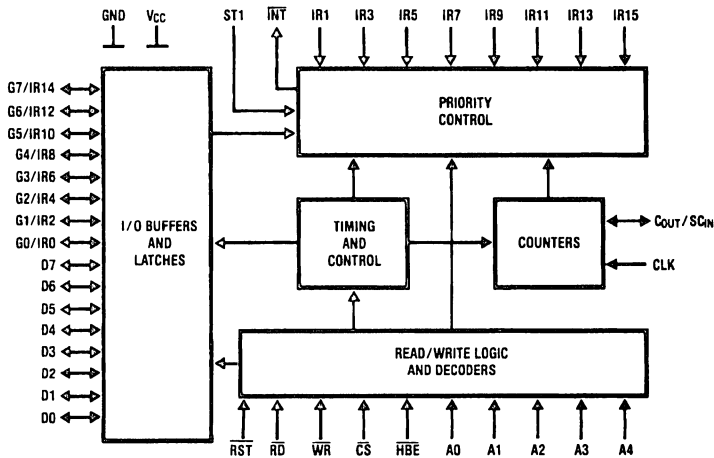 GND VCC ST1 INT IR1 IR3 IR5 IR7 IR9 IR11 IR13 IR15
G7/IR14
G6/IR12
G5/IR10
G4/IR8
G3/IR6
G2/IR4
G1/IR2
G0/IR0
D7
D6
D5
D4
D3
D2
D1
D0
I/O BUFFERS
AND
LATCHES
PRIORITY
CONTROL
TIMING
AND
CONTROL
COUNTERS
COUT/SCIN
CLK
READ/WRITE LOGIC
AND DECODERS
RST RD WR CS HBE A0 A1 A2 A3 A4